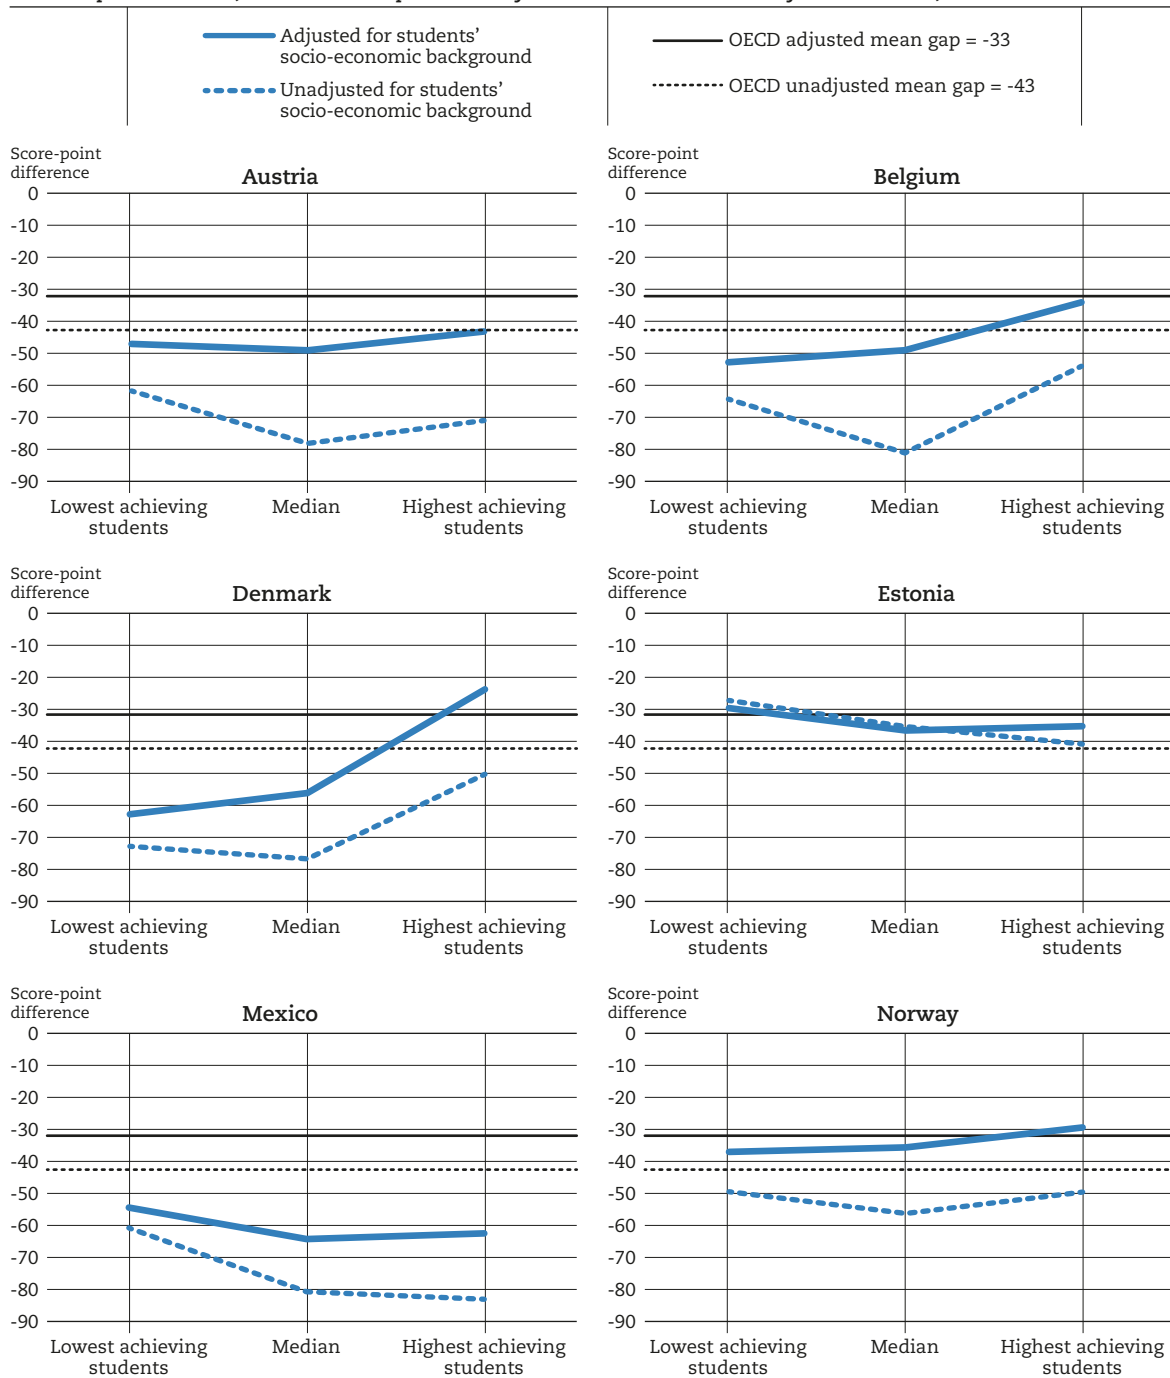 Adjusted for students’
socio-economic background
Unadjusted for students’
socio-economic background
OECD adjusted mean gap = -33
OECD unadjusted mean gap = -43
Score-point
difference
Austria
0
-10
-20
-30
-40
-50
-60
-70
-80
-90
Lowest achieving
students
Median
Highest achieving
students
Score-point
difference
Belgium
0
-10
-20
-30
-40
-50
-60
-70
-80
-90
Lowest achieving
students
Median
Highest achieving
students
Score-point
difference
Denmark
0
-10
-20
-30
-40
-50
-60
-70
-80
-90
Lowest achieving
students
Median
Highest achieving
students
Score-point
difference
Estonia
0
-10
-20
-30
-40
-50
-60
-70
-80
-90
Lowest achieving
students
Median
Highest achieving
students
Score-point
difference
Mexico
0
-10
-20
-30
-40
-50
-60
-70
-80
-90
Lowest achieving
students
Median
Highest achieving
students
Score-point
difference
Norway
0
-10
-20
-30
-40
-50
-60
-70
-80
-90
Lowest achieving
students
Median
Highest achieving
students